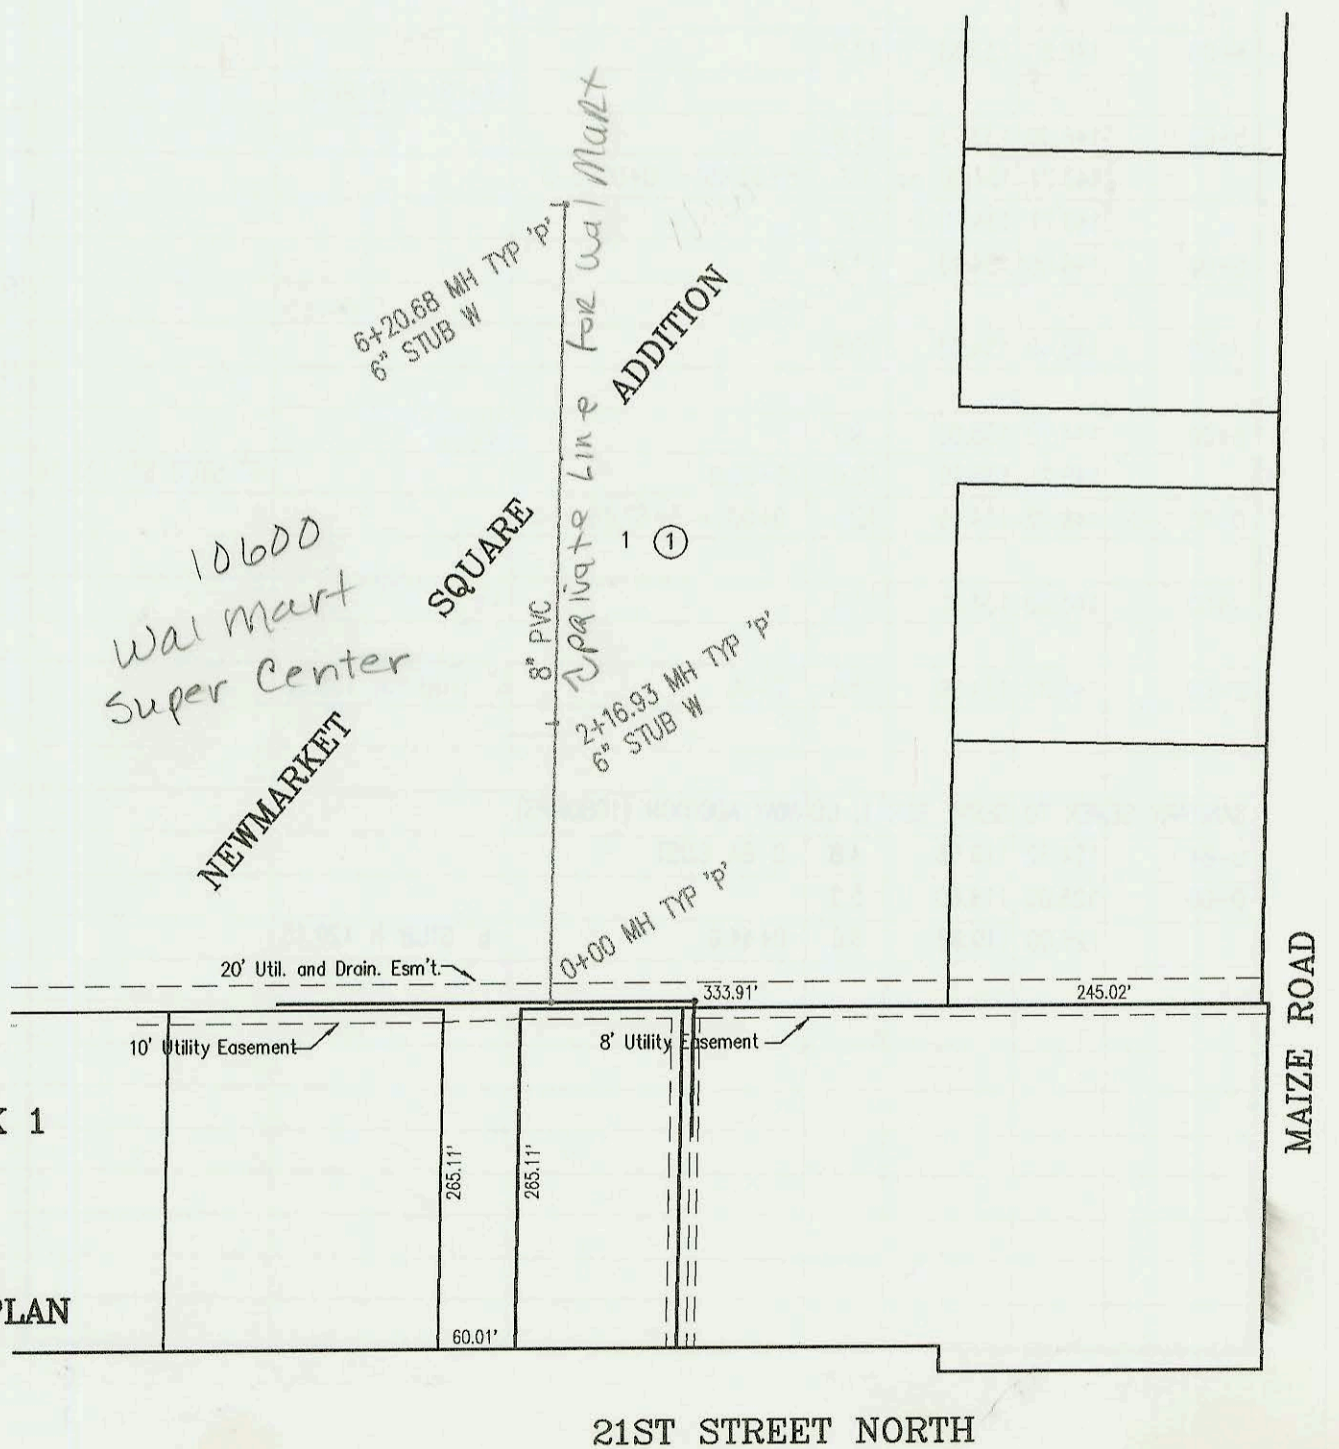 6+20.68 MH TYP 'P'
6" STUB W
private Line For Wal Mart
ADDITION
SQUARE
NEWMARKET
10600
Wal Mart
Super Center
8" PVC
1 1
2+16.93 MH TYP 'P'
6" STUB W
0+00 MH TYP 'P'
20' Util. and Drain. Esm't.
333.91'
245.02'
10' Utility Easement
8' Utility Easement
MAIZE ROAD
1
265.11'
265.11'
60.01'
PLAN
21ST STREET NORTH